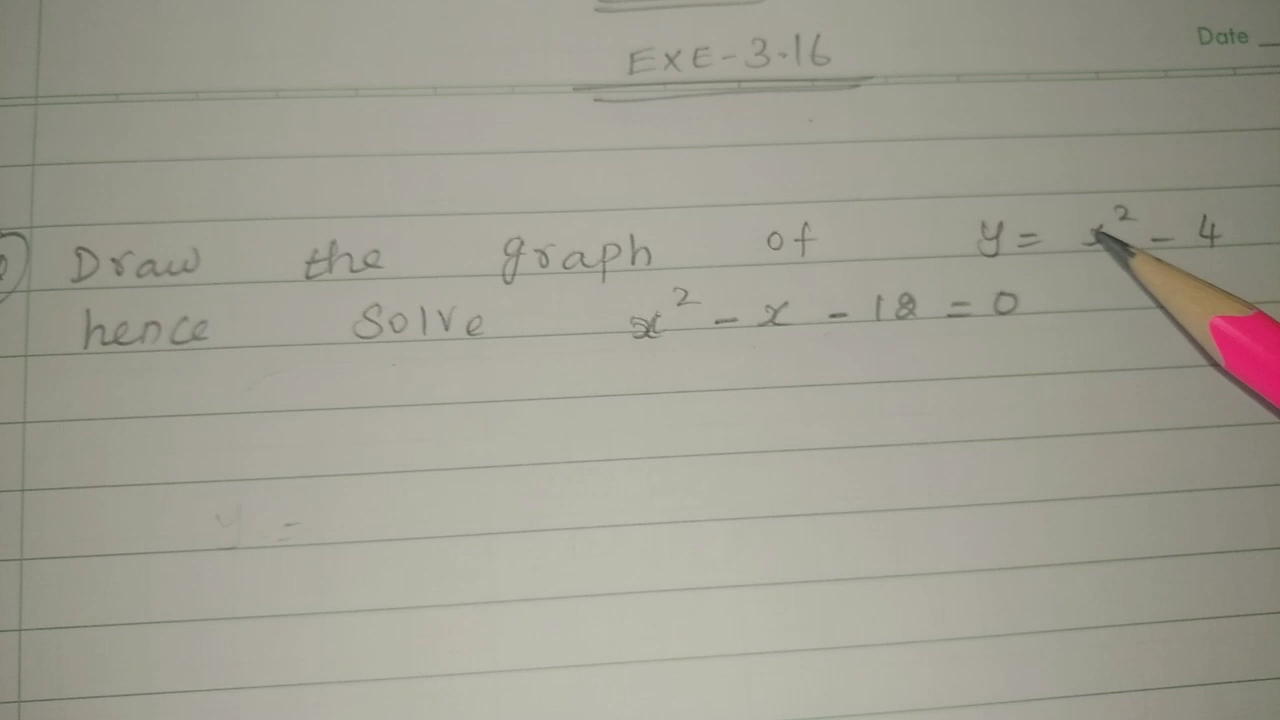 EXE-3.16
Date
Draw the graph of y = x² - 4
hence solve x² - x - 12 = 0
y =